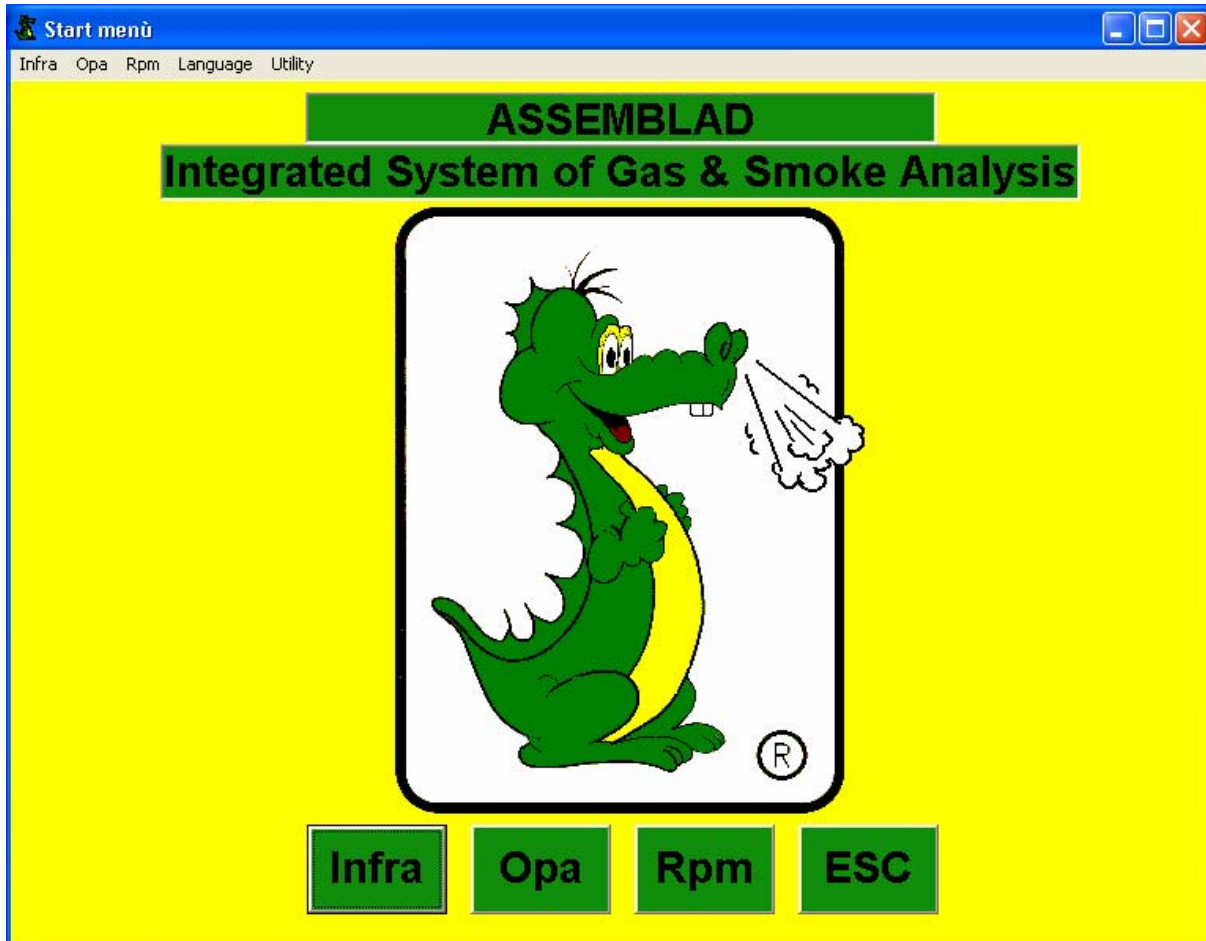 Start menù
Infra Opa Rpm Language Utility
ASSEMBLAD
Integrated System of Gas & Smoke Analysis
R
Infra Opa Rpm ESC